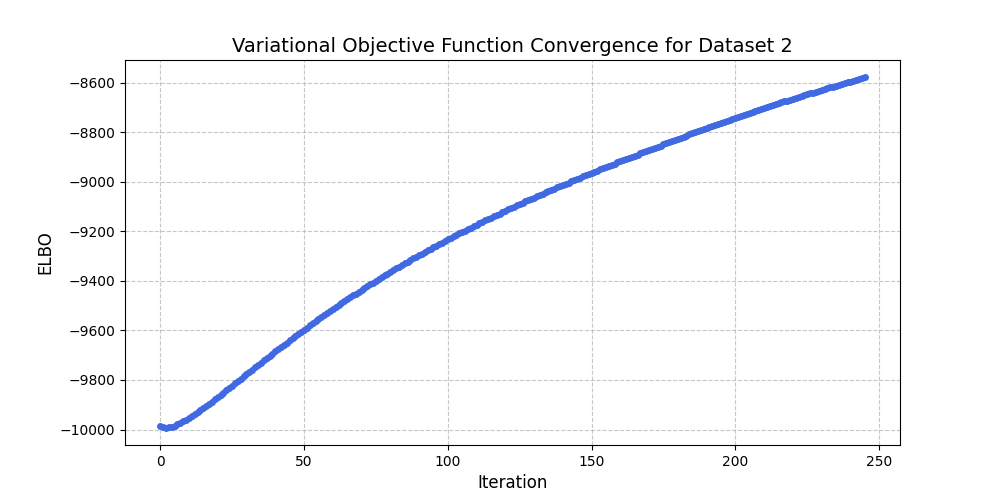 Variational Objective Function Convergence for Dataset 2
ELBO
−8600
−8800
−9000
−9200
−9400
−9600
−9800
−10000
0 50 100 150 200 250
Iteration